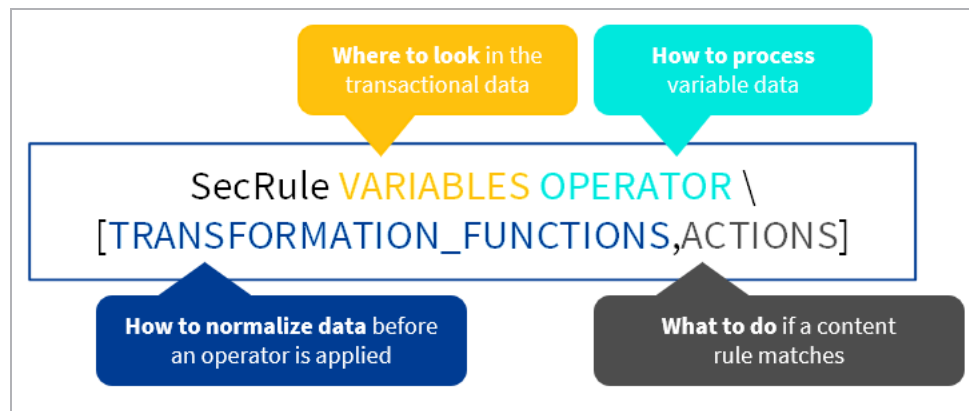 Where to look in the
transactional data
How to process
variable data
SecRule VARIABLES OPERATOR \
[TRANSFORMATION_FUNCTIONS,ACTIONS]
How to normalize data before
an operator is applied
What to do if a content
rule matches